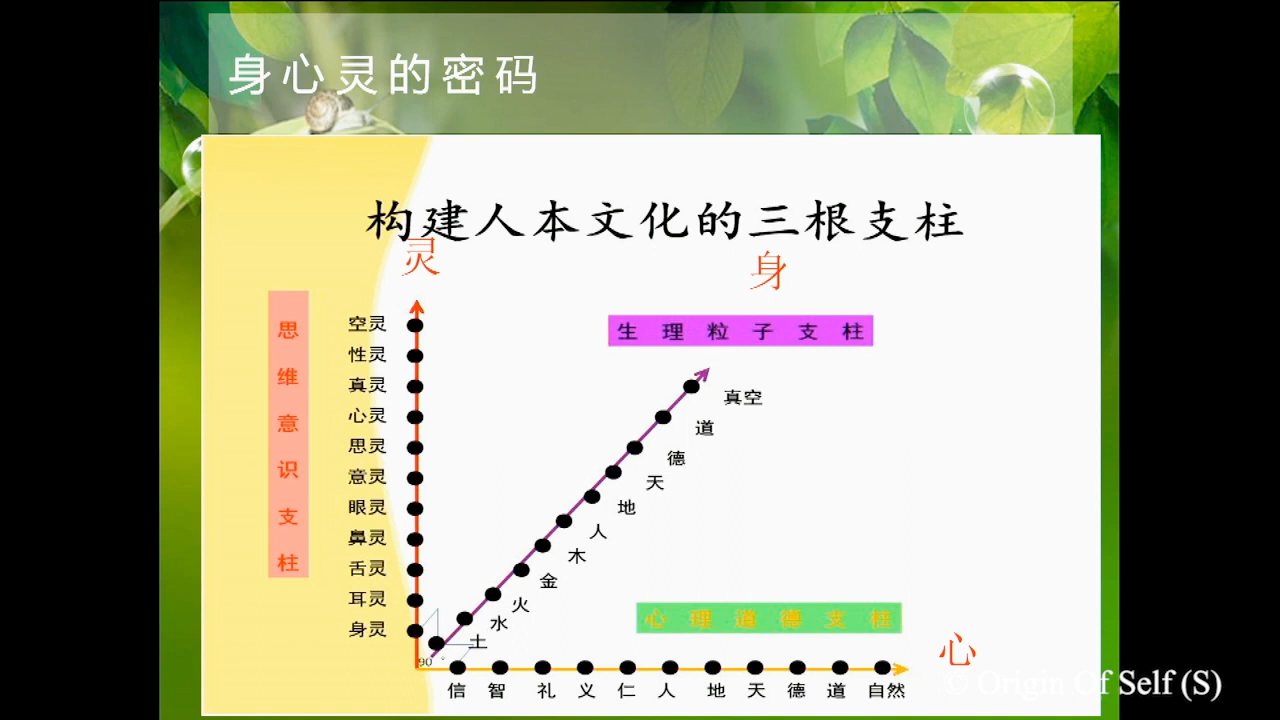 身心灵的密码
构建人本文化的三根支柱
灵
身
思维意识支柱
生理粒子支柱
空灵
性灵
真灵
心灵
思灵
意灵
眼灵
鼻灵
舌灵
耳灵
身灵
真空
道
德
天
地
人
木
金
火
水
土
90°
心理道德支柱
心
信 智 礼 义 仁 人 地 天 德 道 自然
© Origin Of Self (S)